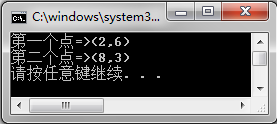 C:\windows\system3...
第一个点=>(2,6)
第二个点=>(8,3)
请按任意键继续. . .